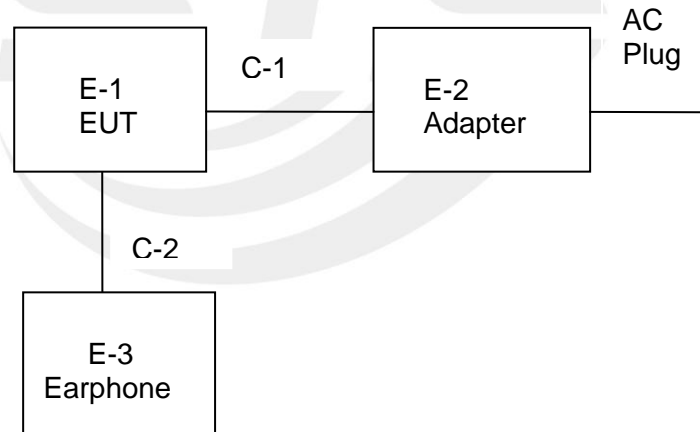 AC
Plug
C-1
E-1
EUT
E-2
Adapter
C-2
E-3
Earphone